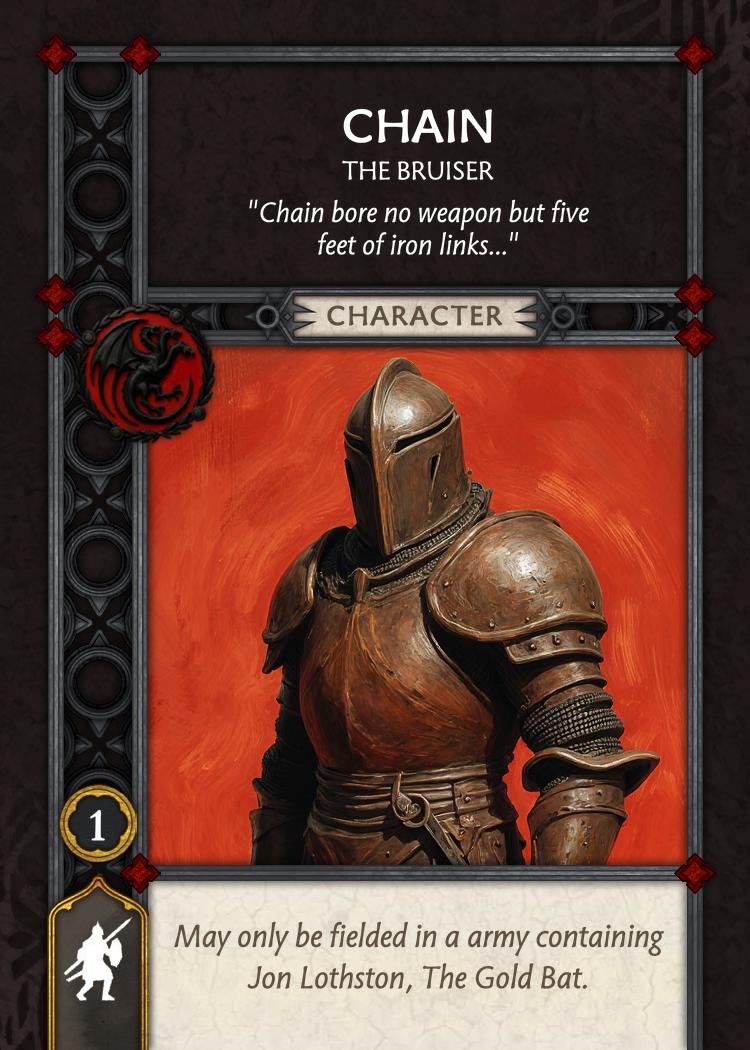 CHAIN
THE BRUISER
"Chain bore no weapon but five
feet of iron links..."
CHARACTER
1
May only be fielded in a army containing
Jon Lothston, The Gold Bat.